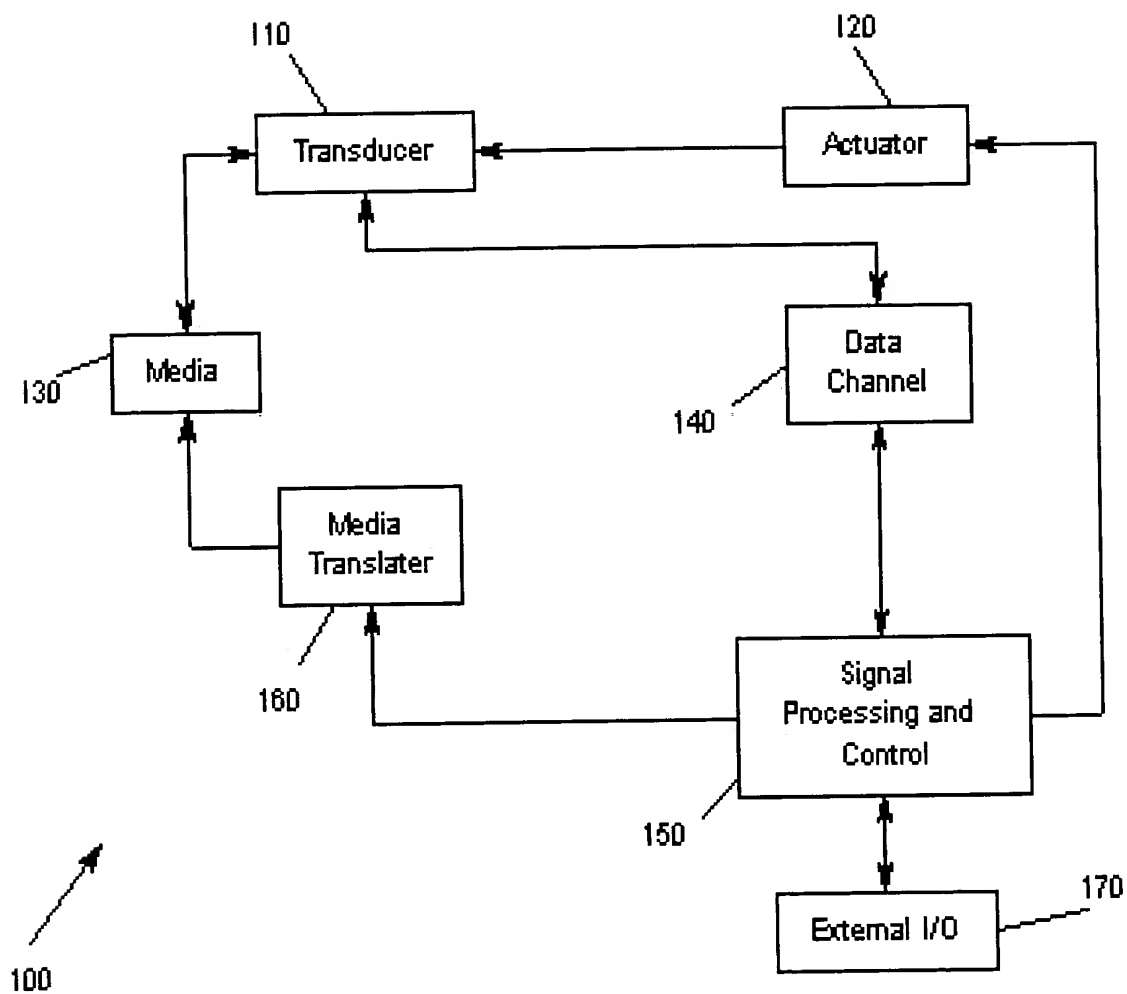 110
120
Transducer
Actuator
130
Media
Data
Channel
140
Media
Translater
160
Signal
Processing and
Control
150
170
External I/O
100